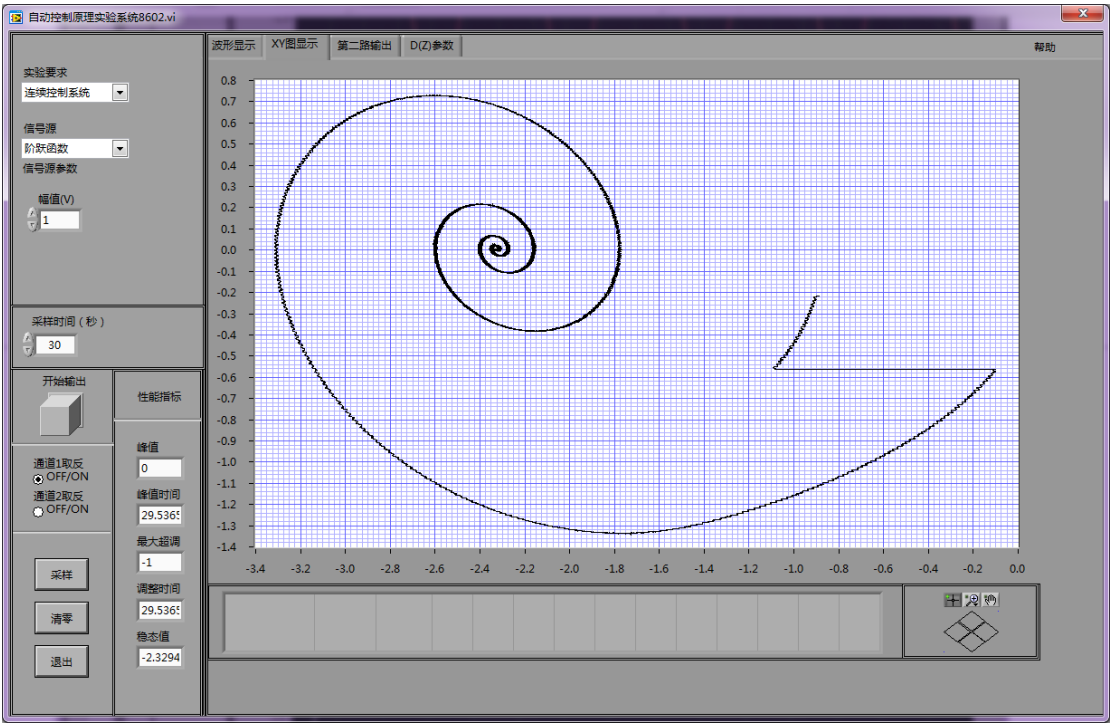 自动控制原理实验系统8602.vi
波形显示 XY图显示 第二路输出 D(Z)参数
帮助
实验要求
连续控制系统
信号源
阶跃函数
信号源参数
幅值(V)
1
采样时间(秒)
30
开始输出
通道1取反
OFF/ON
通道2取反
OFF/ON
采样
清零
退出
性能指标
峰值
0
峰值时间
29.5365
最大超调
-1
调整时间
29.5365
稳态值
-2.3294
0.8
0.7
0.6
0.5
0.4
0.3
0.2
0.1
0.0
-0.1
-0.2
-0.3
-0.4
-0.5
-0.6
-0.7
-0.8
-0.9
-1.0
-1.1
-1.2
-1.3
-1.4
-3.4 -3.2 -3.0 -2.8 -2.6 -2.4 -2.2 -2.0 -1.8 -1.6 -1.4 -1.2 -1.0 -0.8 -0.6 -0.4 -0.2 0.0